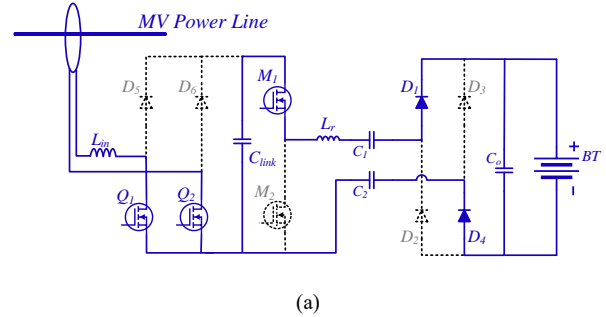 MV Power Line
D5
D6
M1
D1
D3
Lin
Lr
C1
Clink
C2
Co
BT
+
-
Q1
Q2
M2
D2
D4
(a)